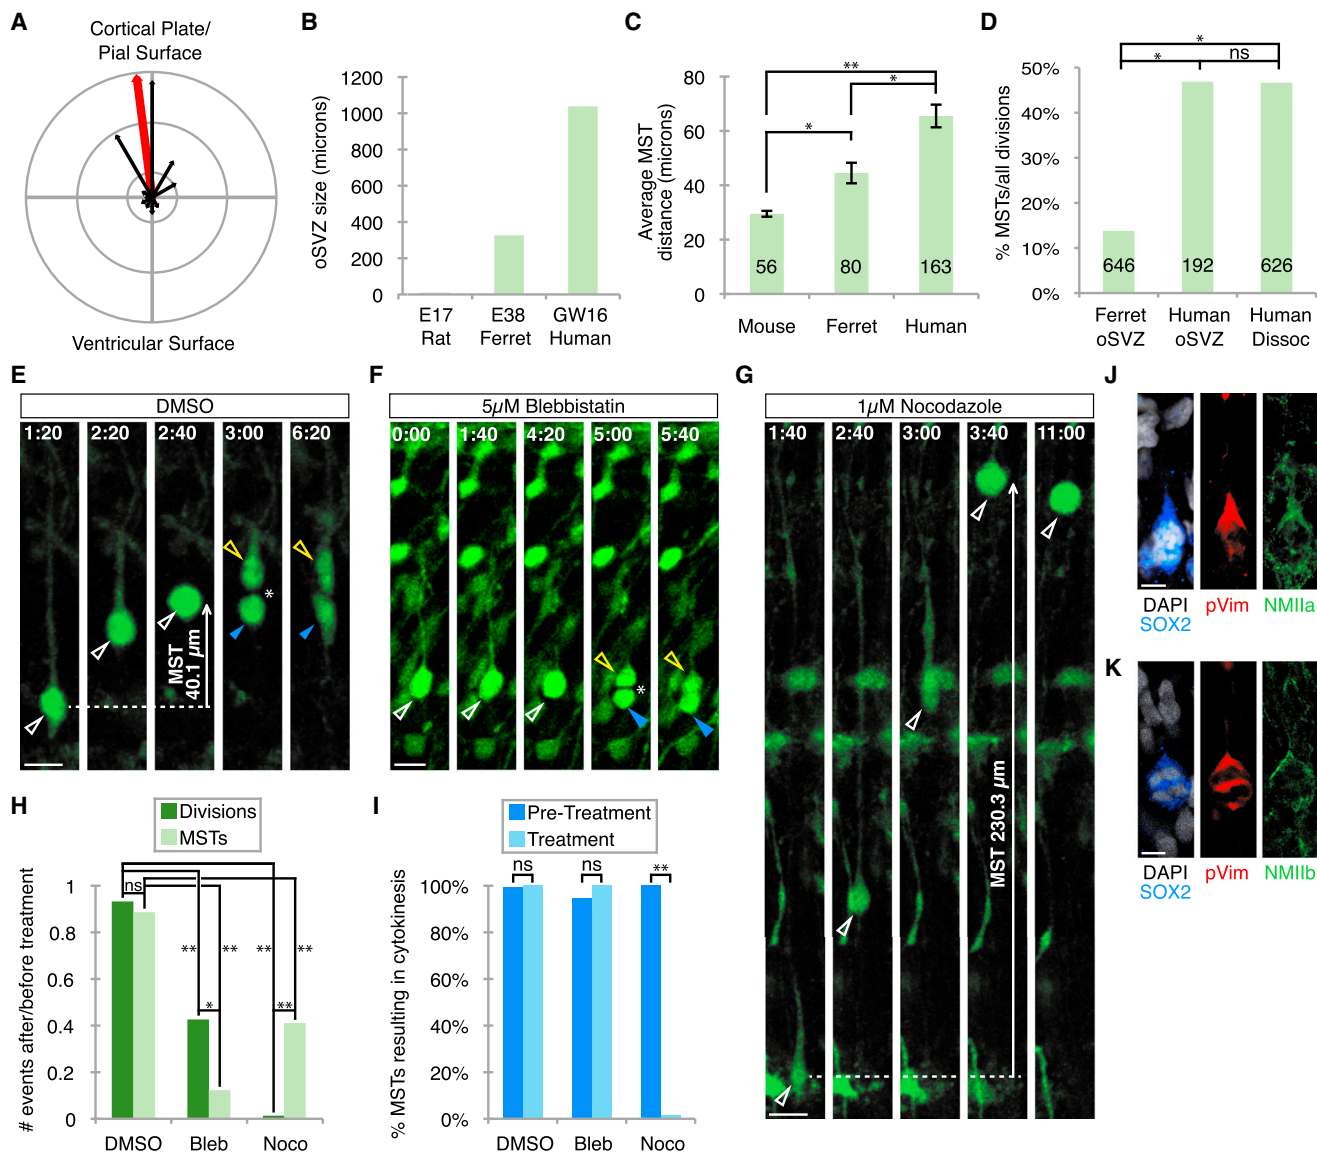 A
Cortical Plate/
Pial Surface
Ventricular Surface
B
oSVZ size (microns)
1200
1000
800
600
400
200
0
E17
Rat
E38
Ferret
GW16
Human
C
Average MST
distance (microns)
80
60
40
20
0
**
*
*
56
80
163
Mouse
Ferret
Human
D
% MSTs/all divisions
50%
40%
30%
20%
10%
0%
*
*
ns
646
192
626
Ferret
oSVZ
Human
oSVZ
Human
Dissoc
E
DMSO
1:20
2:20
2:40
3:00
6:20
*
MST
40.1 µm
F
5µM Blebbistatin
0:00
1:40
4:20
5:00
5:40
*
G
1µM Nocodazole
1:40
2:40
3:00
3:40
11:00
MST 230.3 µm
J
DAPI
SOX2
pVim
NMIIa
K
DAPI
SOX2
pVim
NMIIb
H
Divisions
MSTs
# events after/before treatment
1
0.8
0.6
0.4
0.2
0
ns
**
**
**
**
*
**
DMSO
Bleb
Noco
I
Pre-Treatment
Treatment
% MSTs resulting in cytokinesis
100%
80%
60%
40%
20%
0%
ns
ns
**
DMSO
Bleb
Noco